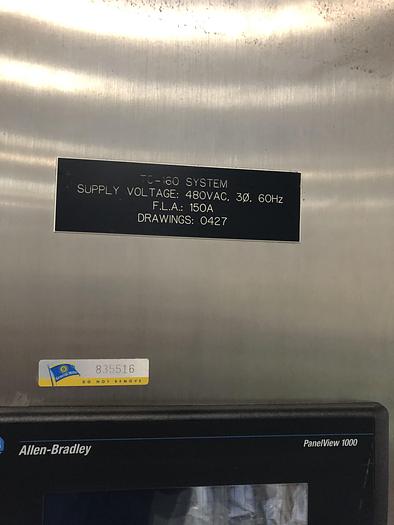 TC-160 SYSTEM
SUPPLY VOLTAGE: 480VAC, 3Ø, 60Hz
F.L.A.: 150A
DRAWINGS: 0427
835516
DO NOT REMOVE
Allen-Bradley
PanelView 1000